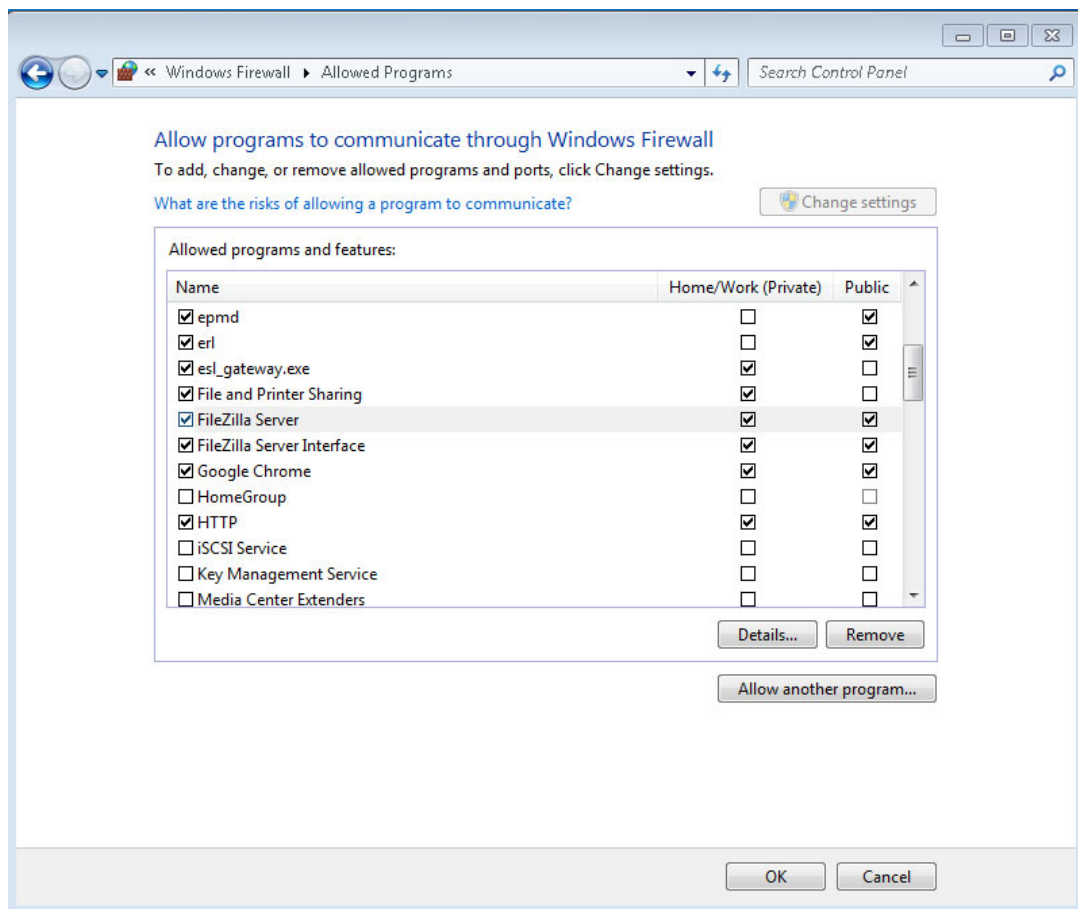 « Windows Firewall ▸ Allowed Programs
Search Control Panel
Allow programs to communicate through Windows Firewall
To add, change, or remove allowed programs and ports, click Change settings.
What are the risks of allowing a program to communicate?
Change settings
Allowed programs and features:
Name Home/Work (Private) Public
epmd
erl
esl_gateway.exe
File and Printer Sharing
FileZilla Server
FileZilla Server Interface
Google Chrome
HomeGroup
HTTP
iSCSI Service
Key Management Service
Media Center Extenders
Details... Remove
Allow another program...
OK Cancel